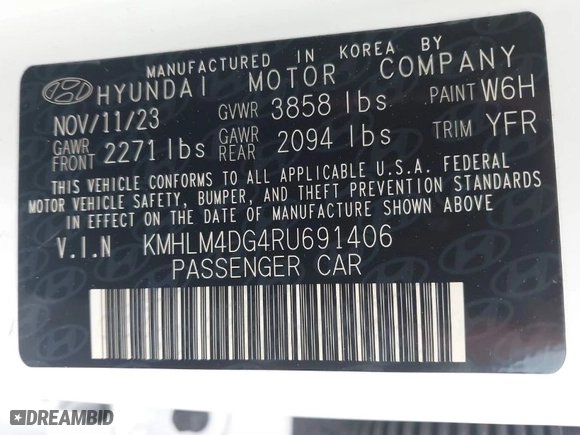 MANUFACTURED IN KOREA BY
HYUNDAI MOTOR COMPANY
NOV/11/23 GVWR 3858 lbs PAINT W6H
GAWR FRONT 2271 lbs GAWR REAR 2094 lbs TRIM YFR
THIS VEHICLE CONFORMS TO ALL APPLICABLE U.S.A. FEDERAL
MOTOR VEHICLE SAFETY, BUMPER, AND THEFT PREVENTION STANDARDS
IN EFFECT ON THE DATE OF MANUFACTURE SHOWN ABOVE.
V.I.N KMHLM4DG4RU691406
PASSENGER CAR
DREAMBID